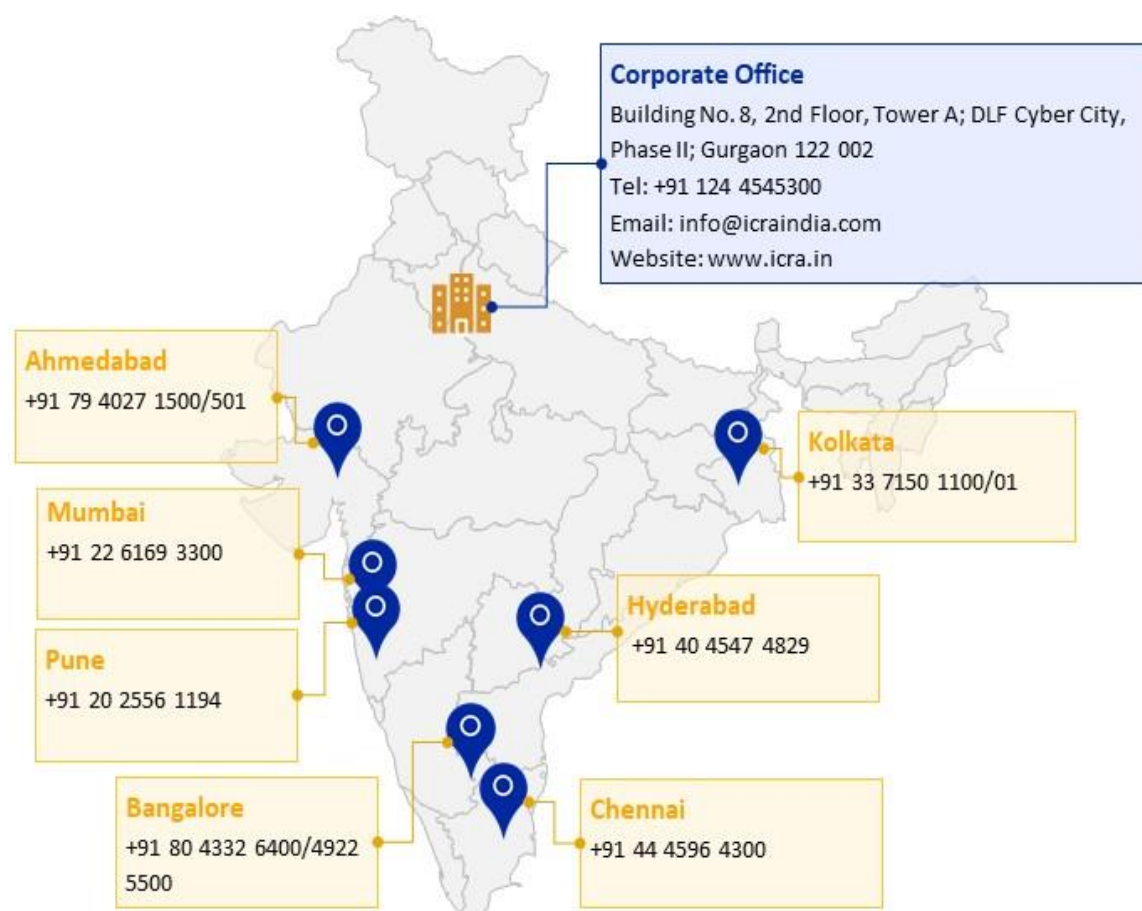 Corporate Office
Building No. 8, 2nd Floor, Tower A; DLF Cyber City,
Phase II; Gurgaon 122 002
Tel: +91 124 4545300
Email: info@icraindia.com
Website: www.icra.in
Ahmedabad
+91 79 4027 1500/501
Kolkata
+91 33 7150 1100/01
Mumbai
+91 22 6169 3300
Hyderabad
+91 40 4547 4829
Pune
+91 20 2556 1194
Bangalore
+91 80 4332 6400/4922
5500
Chennai
+91 44 4596 4300